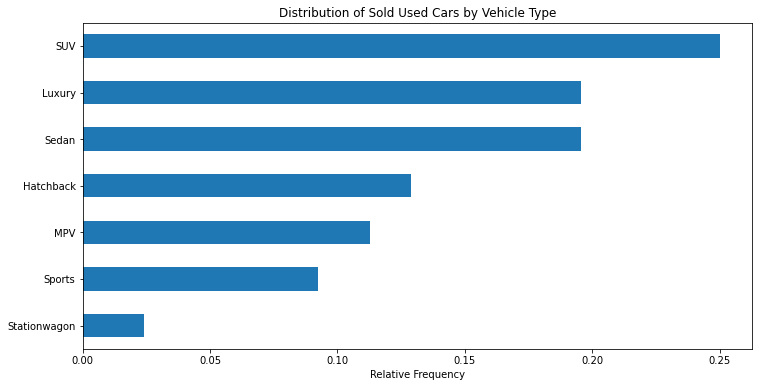 Distribution of Sold Used Cars by Vehicle Type
SUV
Luxury
Sedan
Hatchback
MPV
Sports
Stationwagon
0.00 0.05 0.10 0.15 0.20 0.25
Relative Frequency